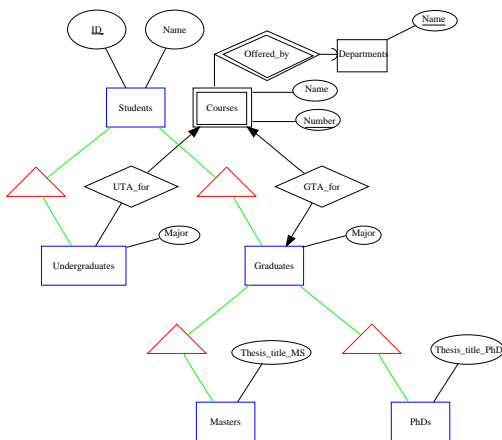 Name
ID
Name
Offered_by
Departments
Students
Courses
Name
Number
UTA_for
GTA_for
Major
Major
Undergraduates
Graduates
Thesis_title_MS
Thesis_title_PhD
Masters
PhDs